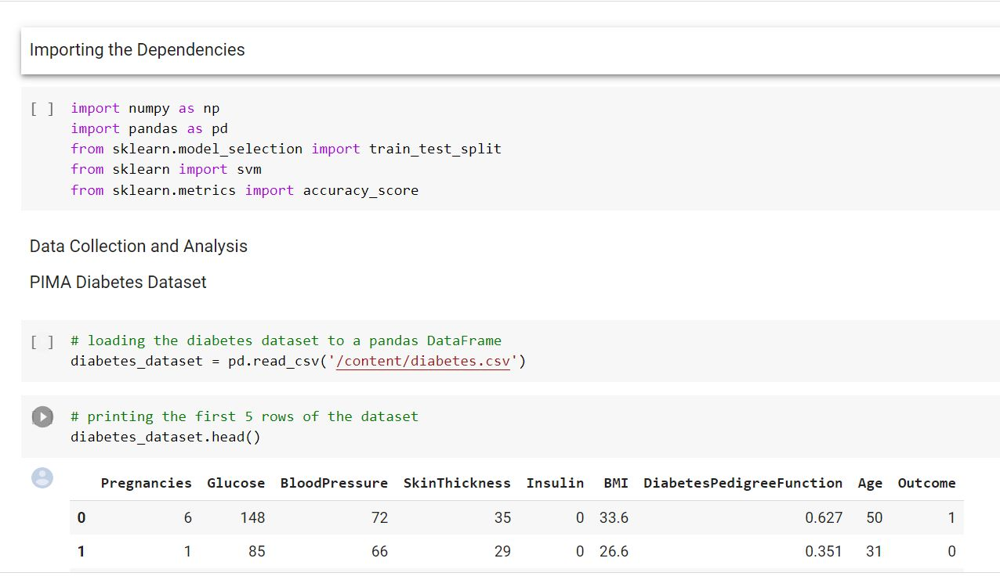 Importing the Dependencies
[ ] import numpy as np
import pandas as pd
from sklearn.model_selection import train_test_split
from sklearn import svm
from sklearn.metrics import accuracy_score
Data Collection and Analysis
PIMA Diabetes Dataset
[ ] # loading the diabetes dataset to a pandas DataFrame
diabetes_dataset = pd.read_csv('/content/diabetes.csv')
# printing the first 5 rows of the dataset
diabetes_dataset.head()
Pregnancies Glucose BloodPressure SkinThickness Insulin BMI DiabetesPedigreeFunction Age Outcome
0 6 148 72 35 0 33.6 0.627 50 1
1 1 85 66 29 0 26.6 0.351 31 0